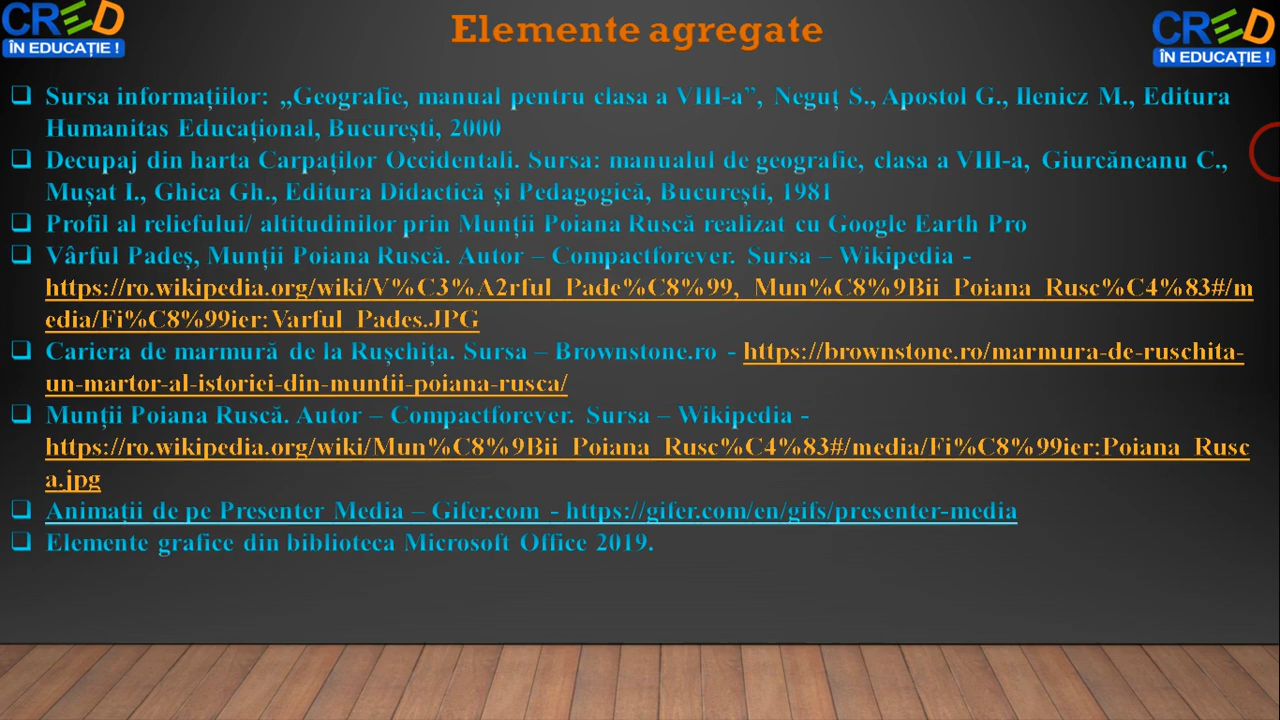 CRED
ÎN EDUCAȚIE !
Elemente agregate
CRED
ÎN EDUCAȚIE !
❑ Sursa informațiilor: „Geografie, manual pentru clasa a VIII-a”, Neguț S., Apostol G., Ilenicz M., Editura
Humanitas Educațional, București, 2000
❑ Decupaj din harta Carpaților Occidentali. Sursa: manualul de geografie, clasa a VIII-a, Giurcăneanu C.,
Mușat I., Ghica Gh., Editura Didactică și Pedagogică, București, 1981
❑ Profil al reliefului/ altitudinilor prin Munții Poiana Ruscă realizat cu Google Earth Pro
❑ Vârful Padeș, Munții Poiana Ruscă. Autor – Compactforever. Sursa – Wikipedia -
https://ro.wikipedia.org/wiki/V%C3%A2rful_Pade%C8%99,_Mun%C8%9Bii_Poiana_Rusc%C4%83#/m
edia/Fi%C8%99ier:Varful_Pades.JPG
❑ Cariera de marmură de la Rușchița. Sursa – Brownstone.ro - https://brownstone.ro/marmura-de-ruschita-
un-martor-al-istoriei-din-muntii-poiana-rusca/
❑ Munții Poiana Ruscă. Autor – Compactforever. Sursa – Wikipedia -
https://ro.wikipedia.org/wiki/Mun%C8%9Bii_Poiana_Rusc%C4%83#/media/Fi%C8%99ier:Poiana_Rusc
a.jpg
❑ Animații de pe Presenter Media – Gifer.com - https://gifer.com/en/gifs/presenter-media
❑ Elemente grafice din biblioteca Microsoft Office 2019.